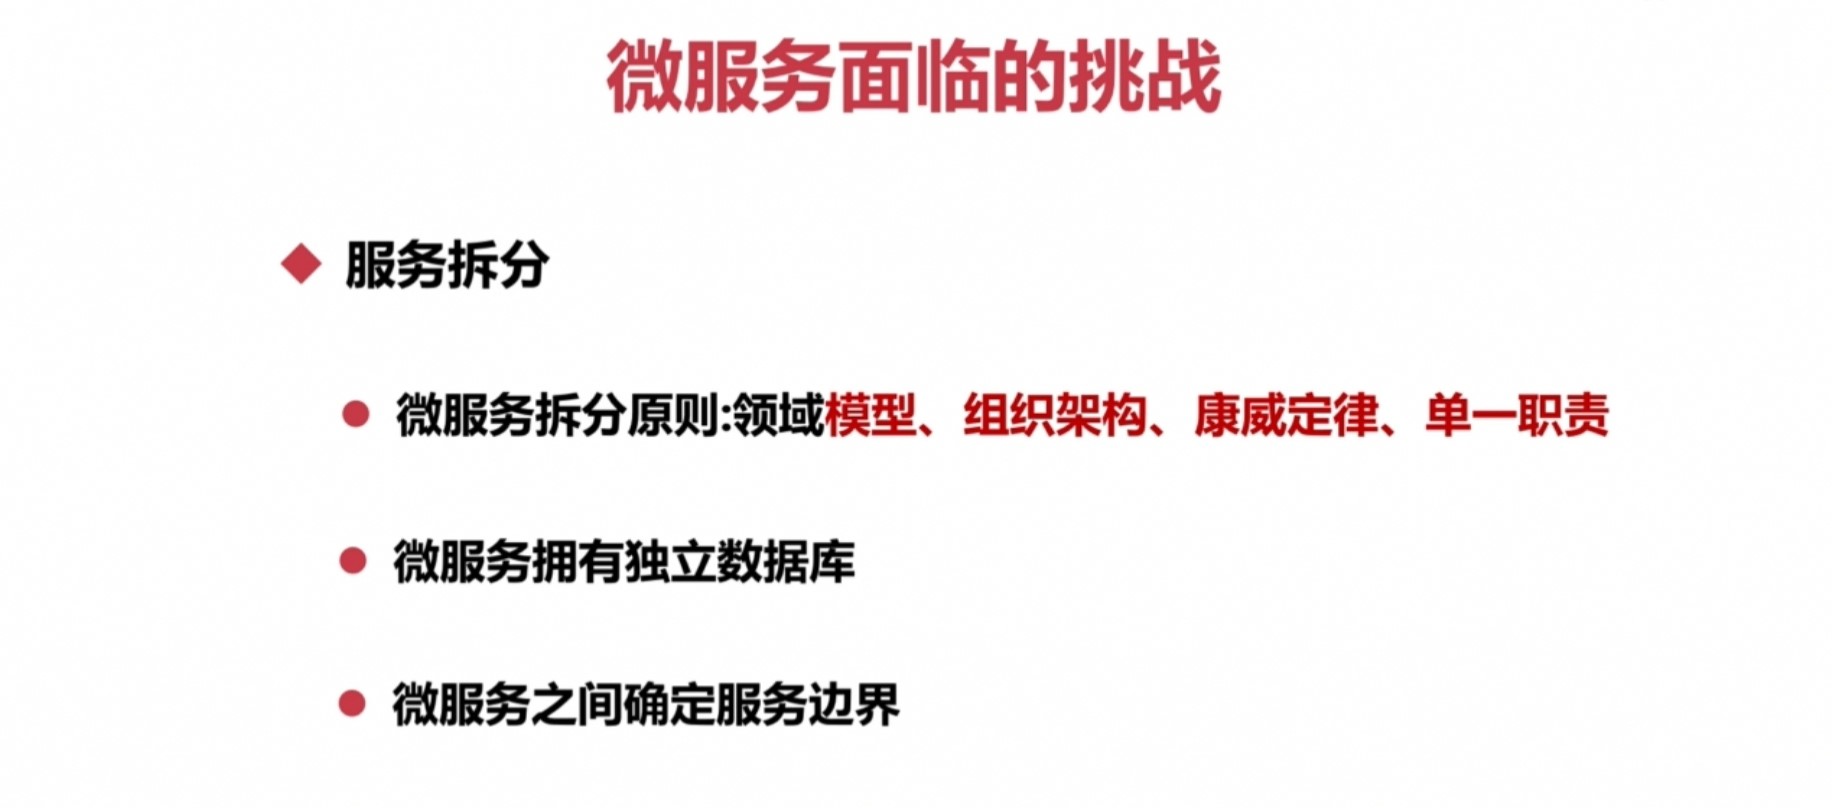 微服务面临的挑战
服务拆分
微服务拆分原则:领域模型、组织架构、康威定律、单一职责
微服务拥有独立数据库
微服务之间确定服务边界